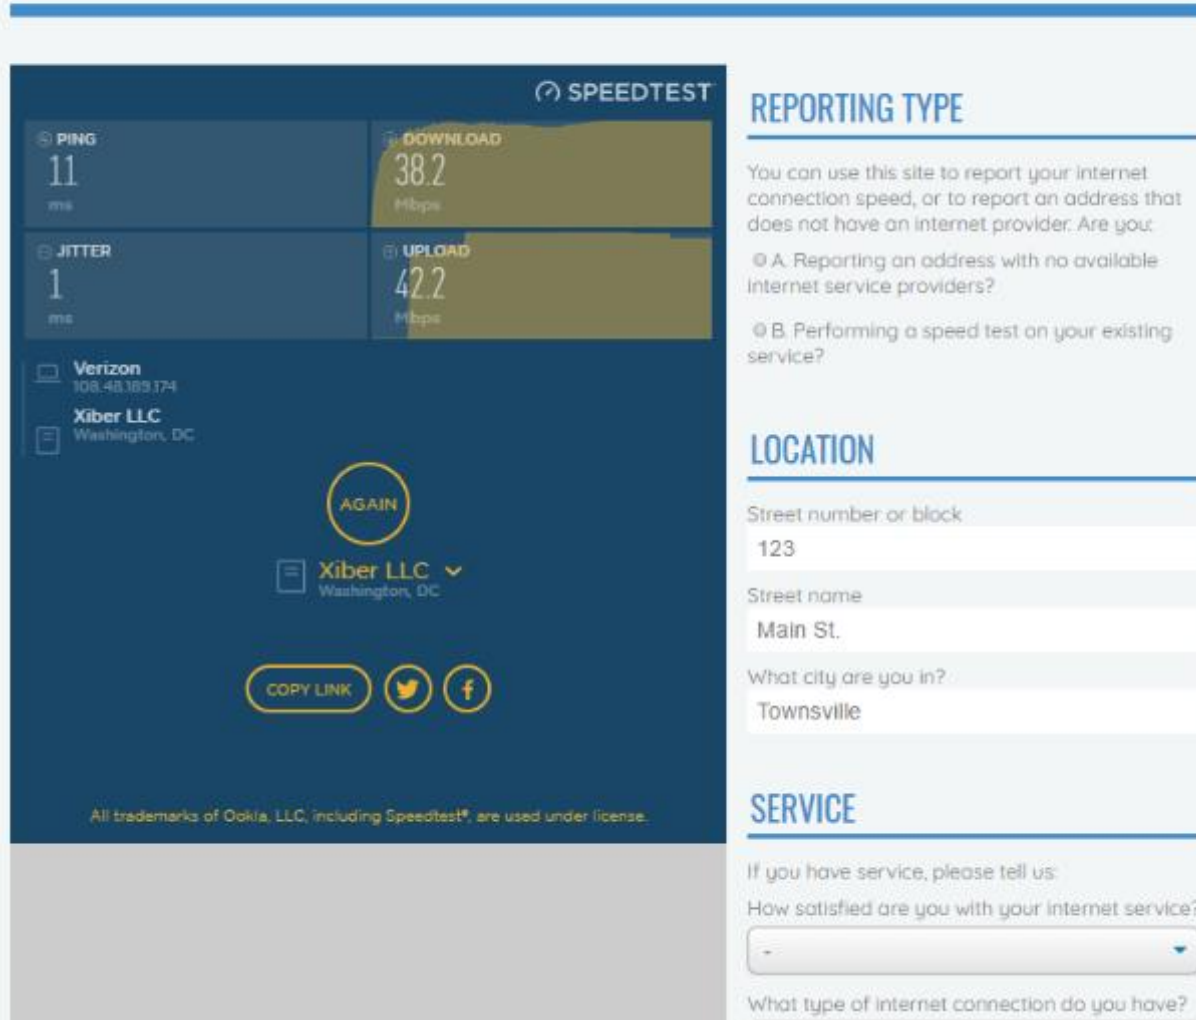 SPEEDTEST
PING
11
ms
DOWNLOAD
38.2
Mbps
JITTER
1
ms
UPLOAD
42.2
Mbps
Verizon
108.48.189.174
Xiber LLC
Washington, DC
AGAIN
Xiber LLC
Washington, DC
COPY LINK
All trademarks of Ookla, LLC, including Speedtest®, are used under license.
REPORTING TYPE
You can use this site to report your internet
connection speed, or to report an address that
does not have an internet provider. Are you:
A. Reporting an address with no available
internet service providers?
B. Performing a speed test on your existing
service?
LOCATION
Street number or block
123
Street name
Main St.
What city are you in?
Townsville
SERVICE
If you have service, please tell us:
How satisfied are you with your internet service?
-
What type of internet connection do you have?